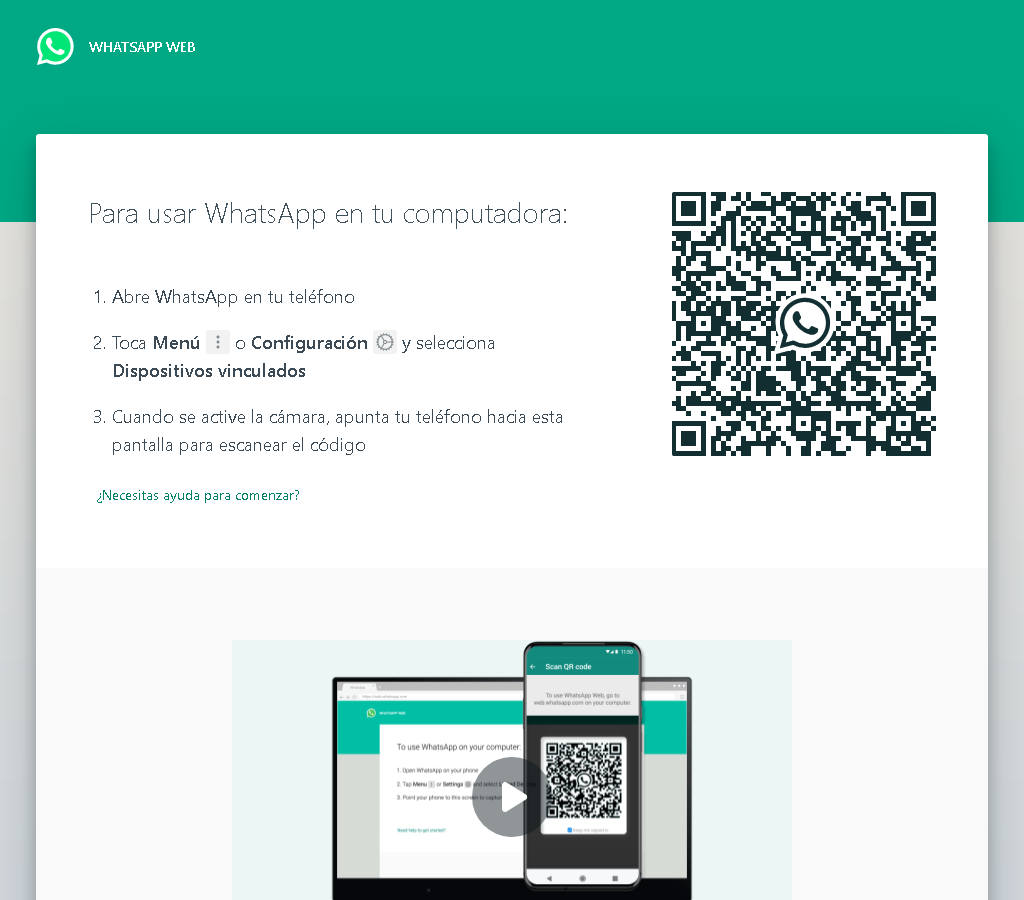 WHATSAPP WEB
Para usar WhatsApp en tu computadora:
1. Abre WhatsApp en tu teléfono
2. Toca Menú o Configuración y selecciona
Dispositivos vinculados
3. Cuando se active la cámara, apunta tu teléfono hacia esta
pantalla para escanear el código
¿Necesitas ayuda para comenzar?
11:50
Scan QR code
To use WhatsApp Web, go to
web.whatsapp.com on your computer.
WhatsApp
https://web.whatsapp.com
WHATSAPP WEB
To use WhatsApp on your computer:
1. Open WhatsApp on your phone
2. Tap Menu or Settings and select
3. Point your phone to this screen to
Need help to get started?
Keep me signed in